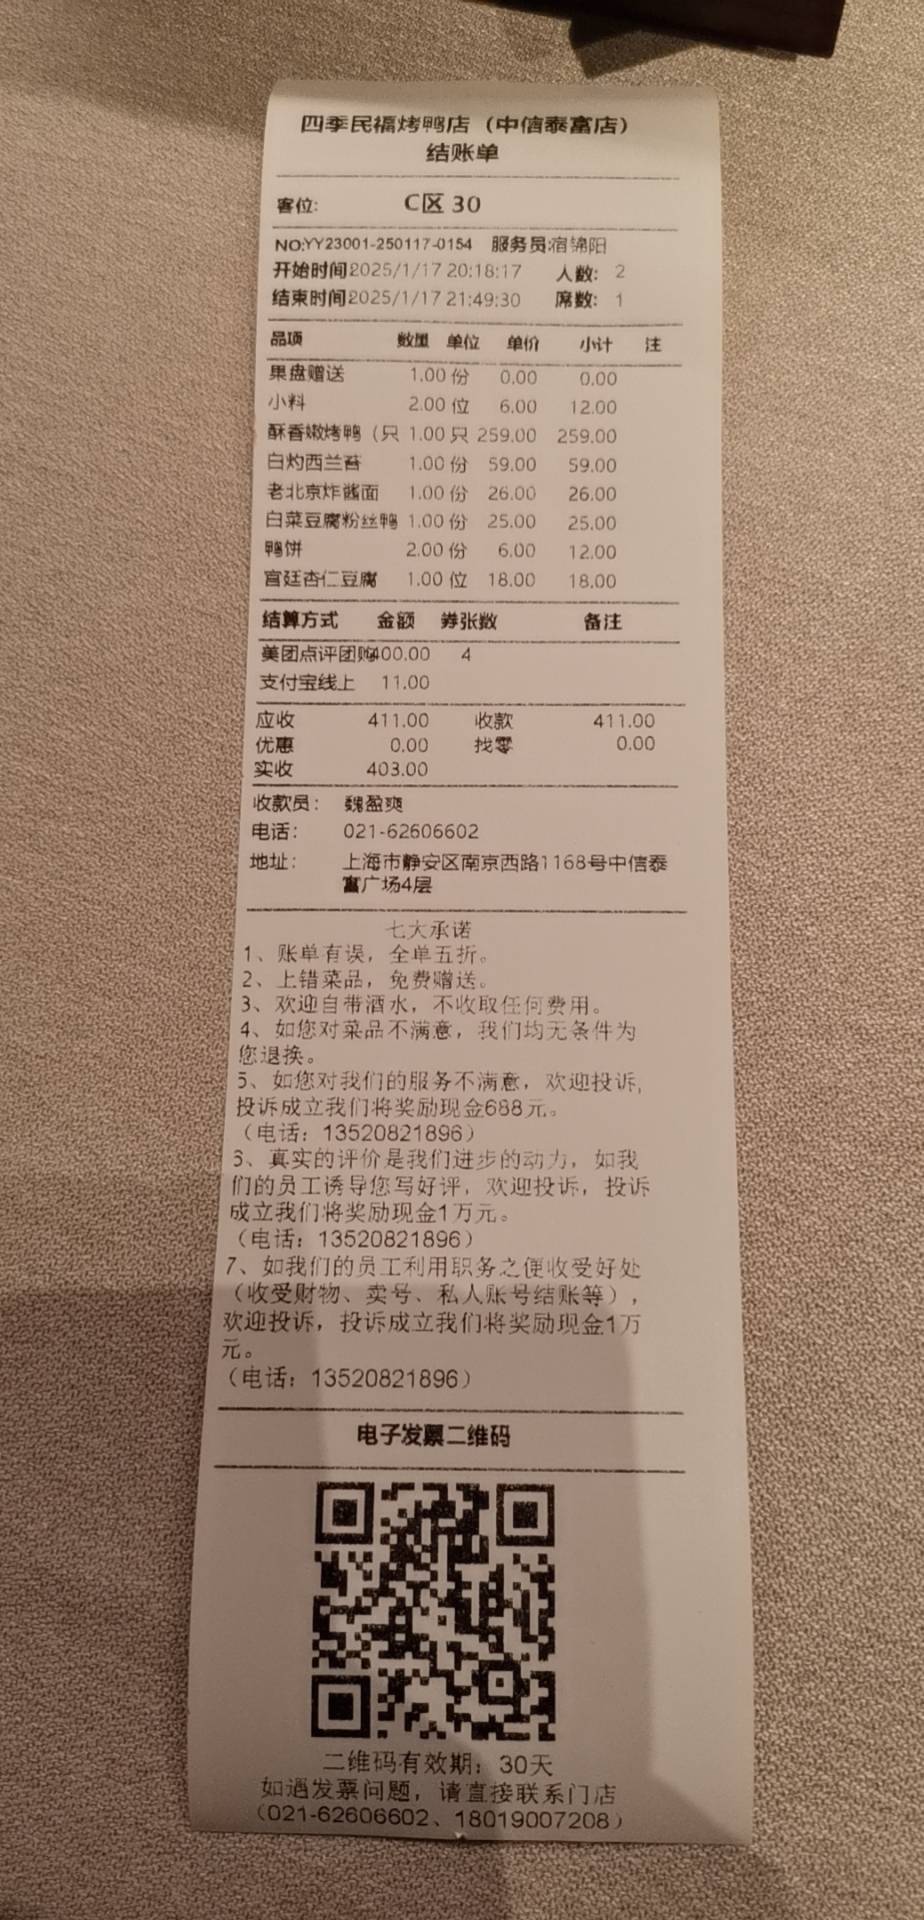 四季民福烤鸭店（中信泰富店）
结账单
客位: C区 30
NO:YY23001-250117-0154 服务员:宿锦阳
开始时间2025/1/17 20:18:17 人数: 2
结束时间2025/1/17 21:49:30 席数: 1
品项 数量 单位 单价 小计 注
果盘赠送 1.00 份 0.00 0.00
小料 2.00 位 6.00 12.00
酥香嫩烤鸭（只 1.00 只 259.00 259.00
白灼西兰苔 1.00 份 59.00 59.00
老北京炸酱面 1.00 份 26.00 26.00
白菜豆腐粉丝鸭 1.00 份 25.00 25.00
鸭饼 2.00 份 6.00 12.00
宫廷杏仁豆腐 1.00 位 18.00 18.00
结算方式 金额 券张数 备注
美团点评团购400.00 4
支付宝线上 11.00
应收 411.00 收款 411.00
优惠 0.00 找零 0.00
实收 403.00
收款员: 魏盈爽
电话: 021-62606602
地址: 上海市静安区南京西路1168号中信泰
富广场4层
七大承诺
1、账单有误，全单五折。
2、上错菜品，免费赠送。
3、欢迎自带酒水，不收取任何费用。
4、如您对菜品不满意，我们均无条件为
您退换。
5、如您对我们的服务不满意，欢迎投诉,
投诉成立我们将奖励现金688元。
（电话：13520821896）
6、真实的评价是我们进步的动力，如我
们的员工诱导您写好评，欢迎投诉，投诉
成立我们将奖励现金1万元。
（电话：13520821896）
7、如我们的员工利用职务之便收受好处
（收受财物、卖号、私人账号结账等），
欢迎投诉，投诉成立我们将奖励现金1万
元。
（电话：13520821896）
电子发票二维码
二维码有效期：30天
如遇发票问题，请直接联系门店
（021-62606602、18019007208）